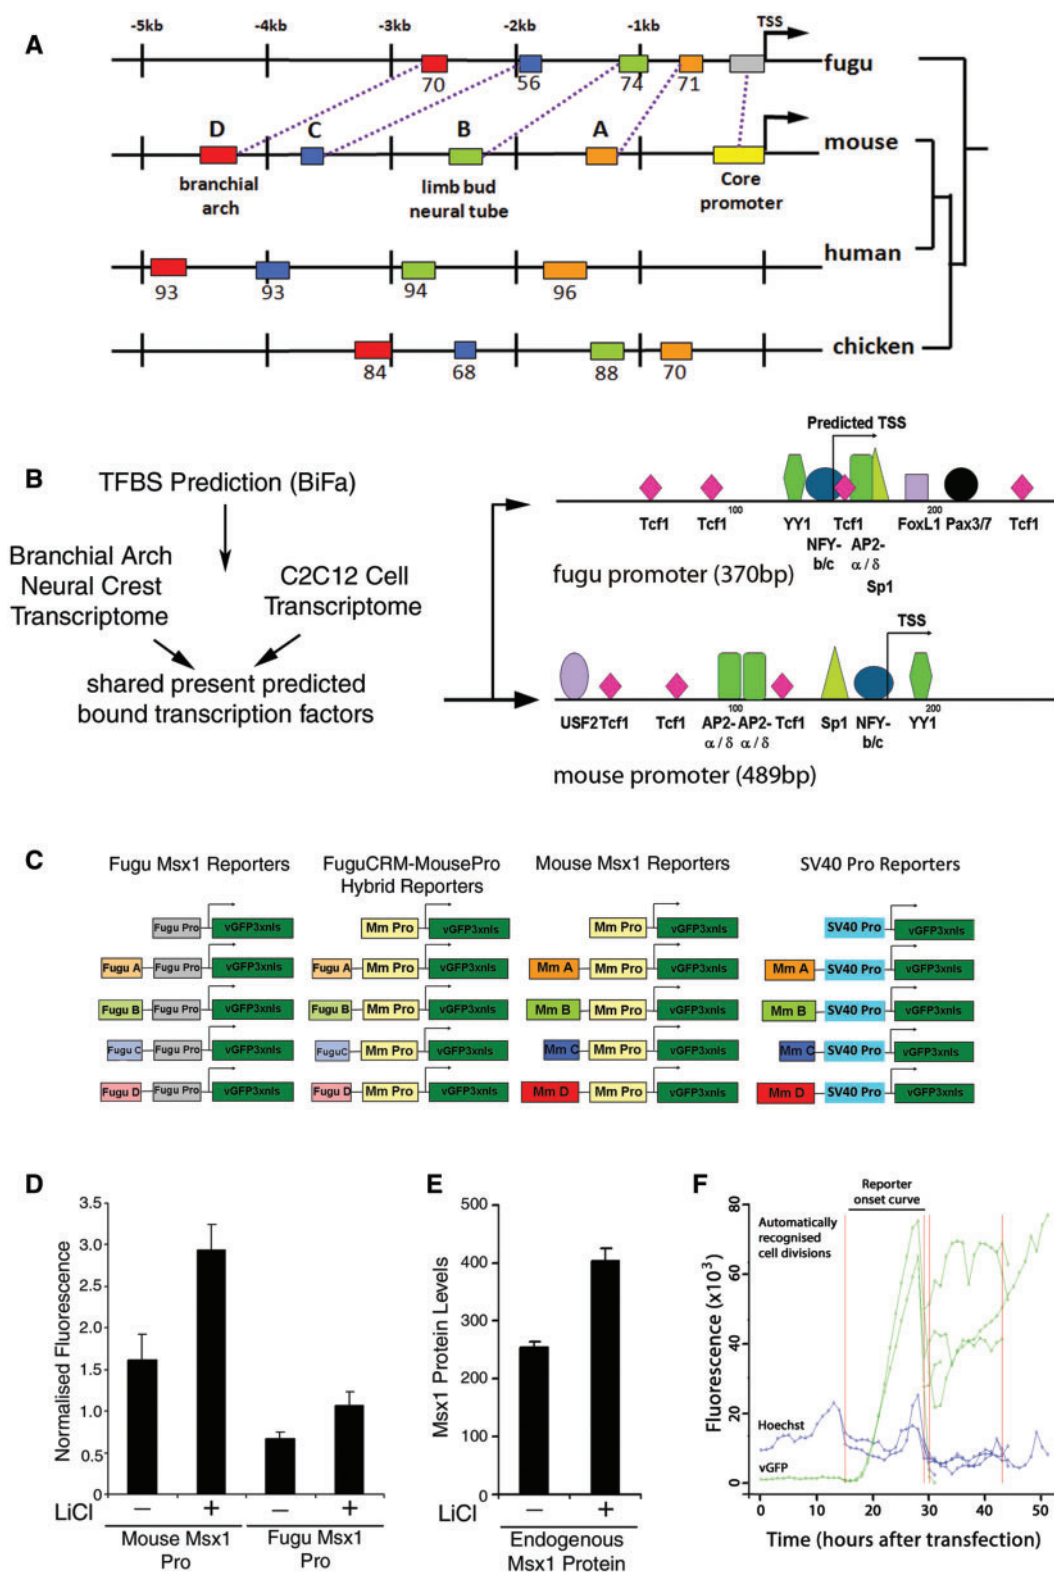 A
-5kb -4kb -3kb -2kb -1kb TSS
fugu
70 56 74 71
D C B A
mouse
branchial
arch
limb bud
neural tube
Core
promoter
human
93 93 94 96
chicken
84 68 88 70
B
TFBS Prediction (BiFa)
Branchial Arch
Neural Crest
Transcriptome
C2C12 Cell
Transcriptome
shared present predicted
bound transcription factors
Predicted TSS
100 200
Tcf1 Tcf1 YY1 Tcf1 FoxL1 Pax3/7 Tcf1
NFY- AP2-
b/c α / δ
Sp1
fugu promoter (370bp)
TSS
100 200
USF2 Tcf1 Tcf1 AP2- AP2- Tcf1 Sp1 NFY- YY1
α / δ α / δ b/c
mouse promoter (489bp)
C
Fugu Msx1 Reporters
Fugu Pro vGFP3xnls
Fugu A Fugu Pro vGFP3xnls
Fugu B Fugu Pro vGFP3xnls
Fugu C Fugu Pro vGFP3xnls
Fugu D Fugu Pro vGFP3xnls
FuguCRM-MousePro
Hybrid Reporters
Mm Pro vGFP3xnls
Fugu A Mm Pro vGFP3xnls
Fugu B Mm Pro vGFP3xnls
FuguC Mm Pro vGFP3xnls
Fugu D Mm Pro vGFP3xnls
Mouse Msx1 Reporters
Mm Pro vGFP3xnls
Mm A Mm Pro vGFP3xnls
Mm B Mm Pro vGFP3xnls
Mm C Mm Pro vGFP3xnls
Mm D Mm Pro vGFP3xnls
SV40 Pro Reporters
SV40 Pro vGFP3xnls
Mm A SV40 Pro vGFP3xnls
Mm B SV40 Pro vGFP3xnls
Mm C SV40 Pro vGFP3xnls
Mm D SV40 Pro vGFP3xnls
D
Normalised Fluorescence
3.5
3.0
2.5
2.0
1.5
1.0
0.5
0
LiCl − + − +
Mouse Msx1
Pro
Fugu Msx1
Pro
E
Msx1 Protein Levels
500
400
300
200
100
0
LiCl − +
Endogenous
Msx1 Protein
F
Reporter
onset curve
Automatically
recognised
cell divisions
Fluorescence (x10³)
80
60
40
20
0
Hoechst
vGFP
0 10 20 30 40 50
Time (hours after transfection)